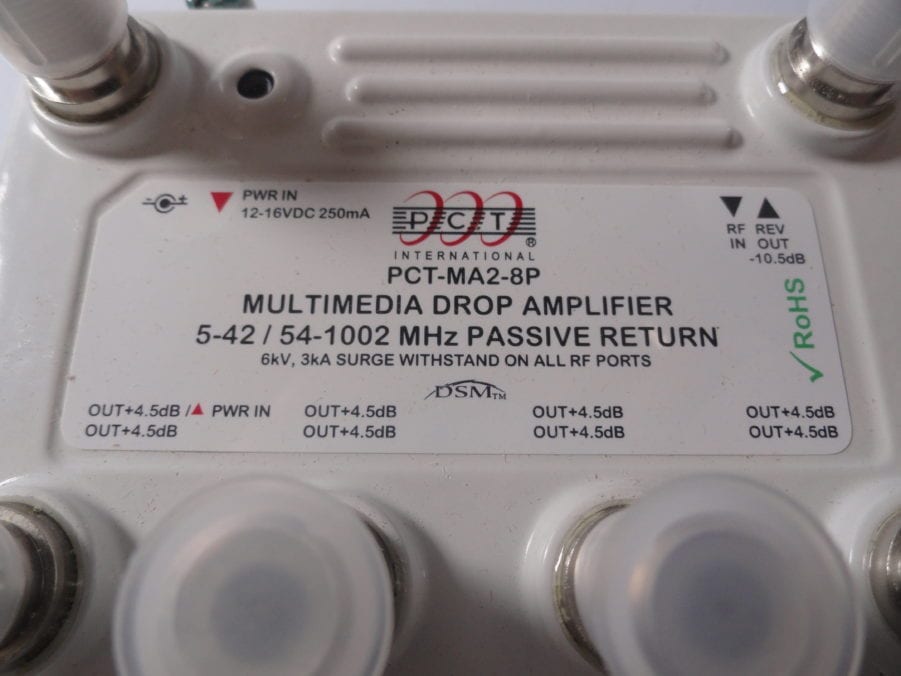 PWR IN
12-16VDC 250mA
PCT®
INTERNATIONAL
RF IN
REV OUT
-10.5dB
PCT-MA2-8P
MULTIMEDIA DROP AMPLIFIER
5-42 / 54-1002 MHz PASSIVE RETURN
6kV, 3kA SURGE WITHSTAND ON ALL RF PORTS
✓RoHS
DSM™
OUT+4.5dB /▲ PWR IN OUT+4.5dB OUT+4.5dB OUT+4.5dB
OUT+4.5dB OUT+4.5dB OUT+4.5dB OUT+4.5dB